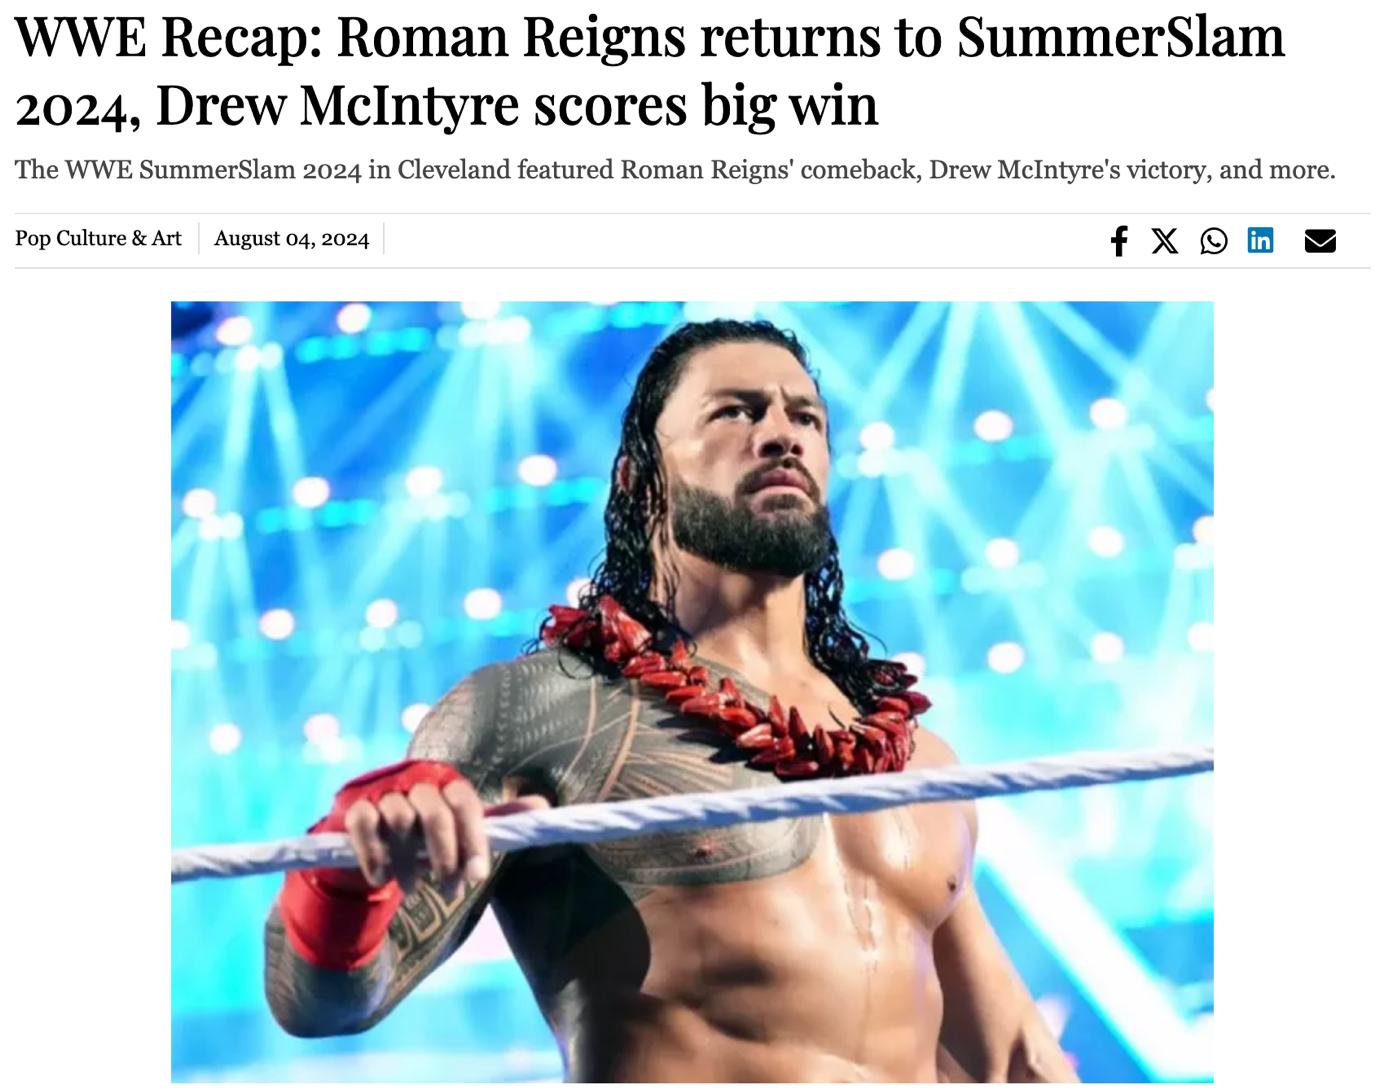 WWE Recap: Roman Reigns returns to SummerSlam
2024, Drew McIntyre scores big win
The WWE SummerSlam 2024 in Cleveland featured Roman Reigns' comeback, Drew McIntyre's victory, and more.
Pop Culture & Art
August 04, 2024
in